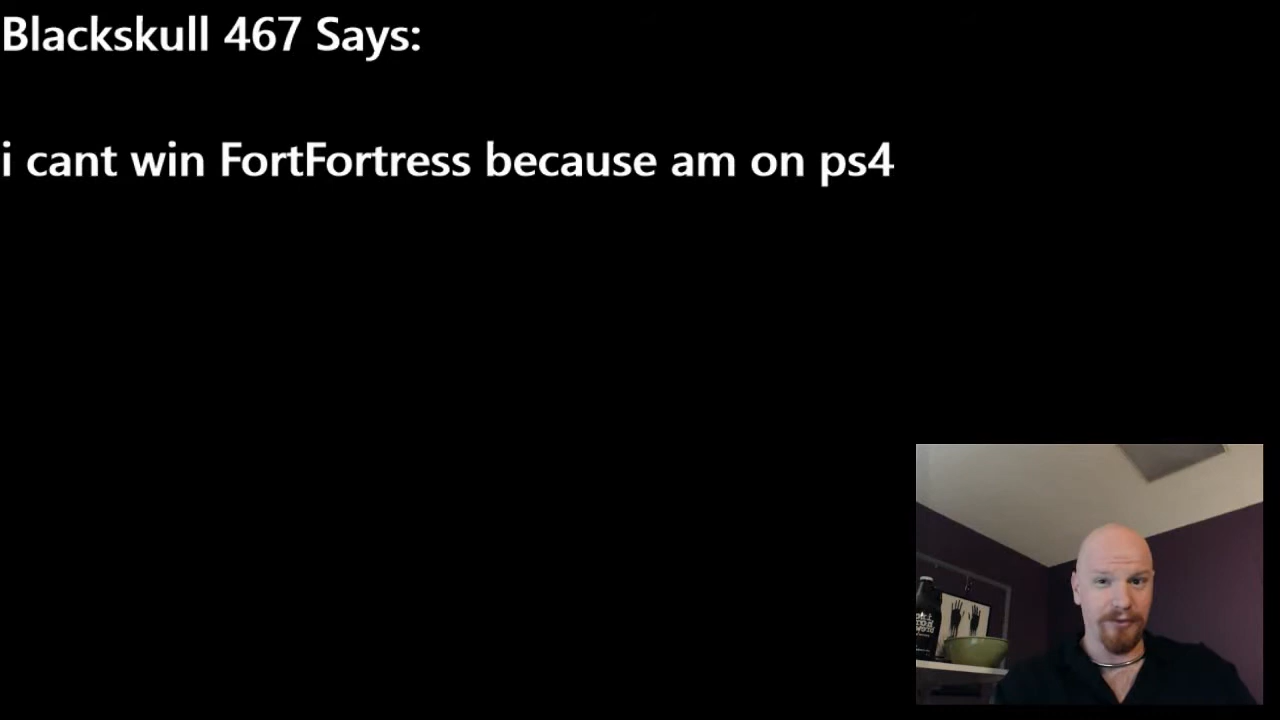 Blackskull 467 Says:
i cant win FortFortress because am on ps4